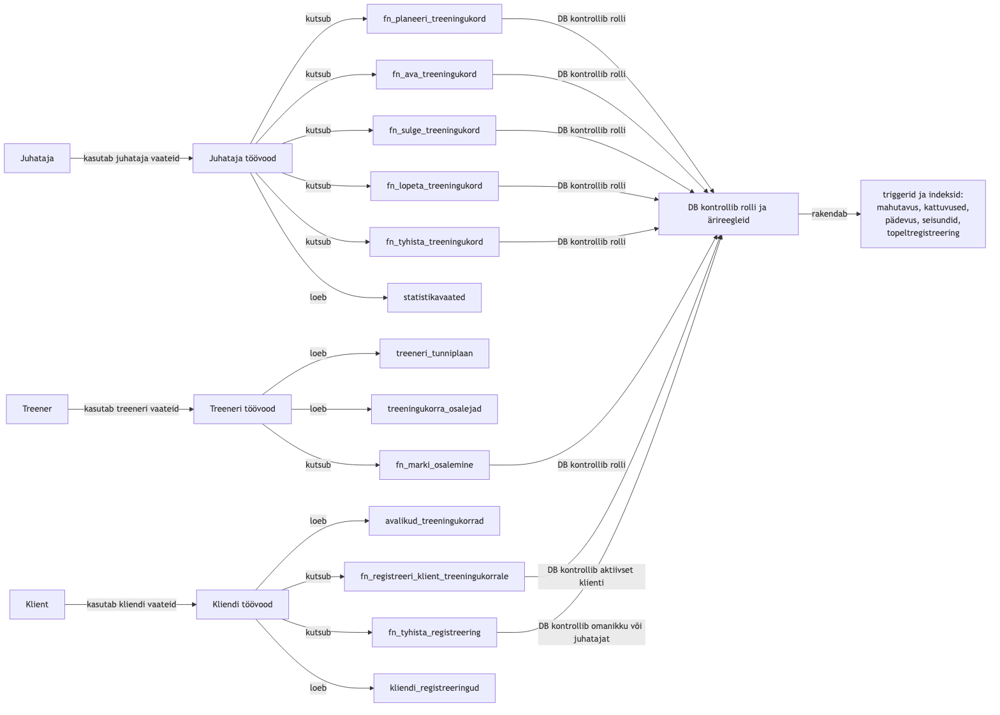 Juhataja
kasutab juhataja vaateid
Juhataja töövood
kutsub
fn_planeeri_treeningukord
DB kontrollib rolli
kutsub
fn_ava_treeningukord
DB kontrollib rolli
kutsub
fn_sulge_treeningukord
DB kontrollib rolli
kutsub
fn_lopeta_treeningukord
DB kontrollib rolli
kutsub
fn_tyhista_treeningukord
DB kontrollib rolli
loeb
statistikavaated
Treener
kasutab treeneri vaateid
Treeneri töövood
loeb
treeneri_tunniplaan
loeb
treeningukorra_osalejad
kutsub
fn_marki_osalemine
DB kontrollib rolli
Klient
kasutab kliendi vaateid
Kliendi töövood
loeb
avalikud_treeningukorrad
kutsub
fn_registreeri_klient_treeningukorrale
DB kontrollib aktiivset
klienti
kutsub
fn_tyhista_registreering
DB kontrollib omanikku või
juhatajat
loeb
kliendi_registreeringud
DB kontrollib rolli ja
ärireegleid
rakendab
triggerid ja indeksid:
mahutavus, kattuvused,
pädevus, seisundid,
topeltregistreering